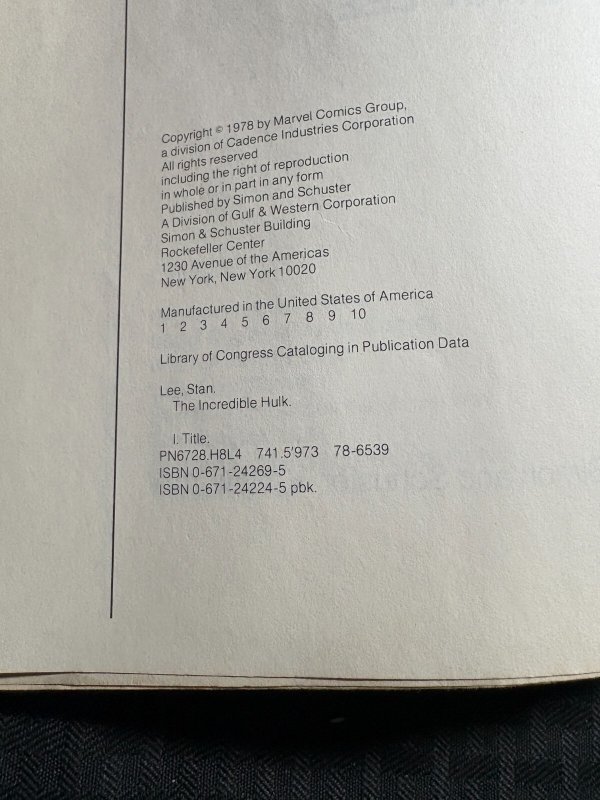 Copyright © 1978 by Marvel Comics Group,
a division of Cadence Industries Corporation
All rights reserved
including the right of reproduction
in whole or in part in any form
Published by Simon and Schuster
A Division of Gulf & Western Corporation
Simon & Schuster Building
Rockefeller Center
1230 Avenue of the Americas
New York, New York 10020
Manufactured in the United States of America
1 2 3 4 5 6 7 8 9 10
Library of Congress Cataloging in Publication Data
Lee, Stan.
The Incredible Hulk.
I. Title.
PN6728.H8L4 741.5'973 78-6539
ISBN 0-671-24269-5
ISBN 0-671-24224-5 pbk.